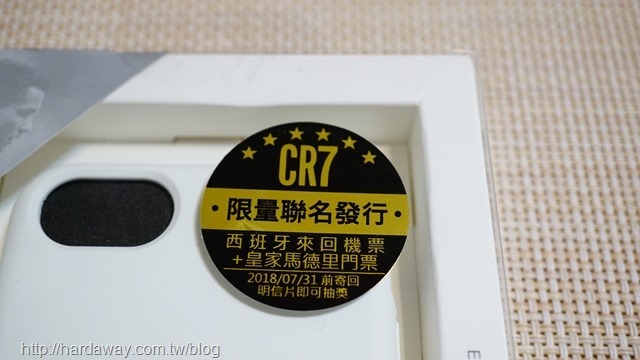 CR7
·限量聯名發行·
西班牙來回機票
+皇家馬德里門票
2018/07/31 前寄回
明信片即可抽獎
E
http://hardaway.com.tw/blog